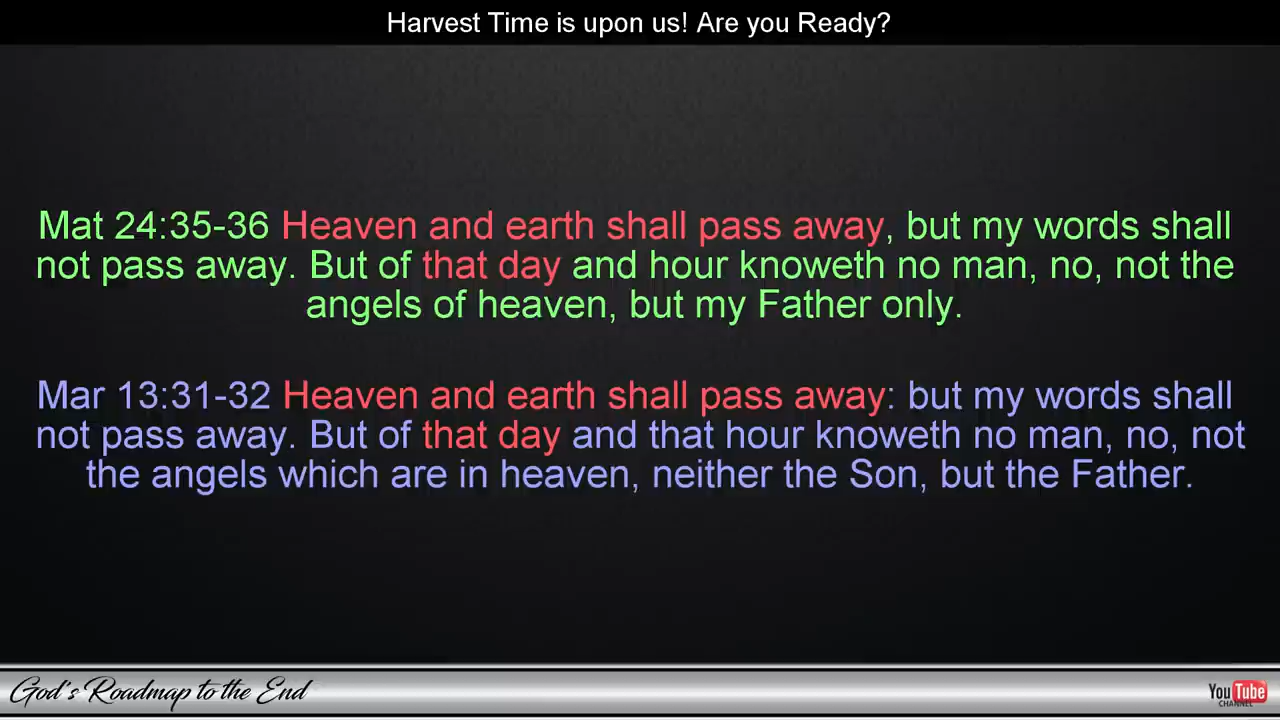 Harvest Time is upon us! Are you Ready?
Mat 24:35-36 Heaven and earth shall pass away, but my words shall
not pass away. But of that day and hour knoweth no man, no, not the
angels of heaven, but my Father only.
Mar 13:31-32 Heaven and earth shall pass away: but my words shall
not pass away. But of that day and that hour knoweth no man, no, not
the angels which are in heaven, neither the Son, but the Father.
God's Roadmap to the End
YouTube
CHANNEL